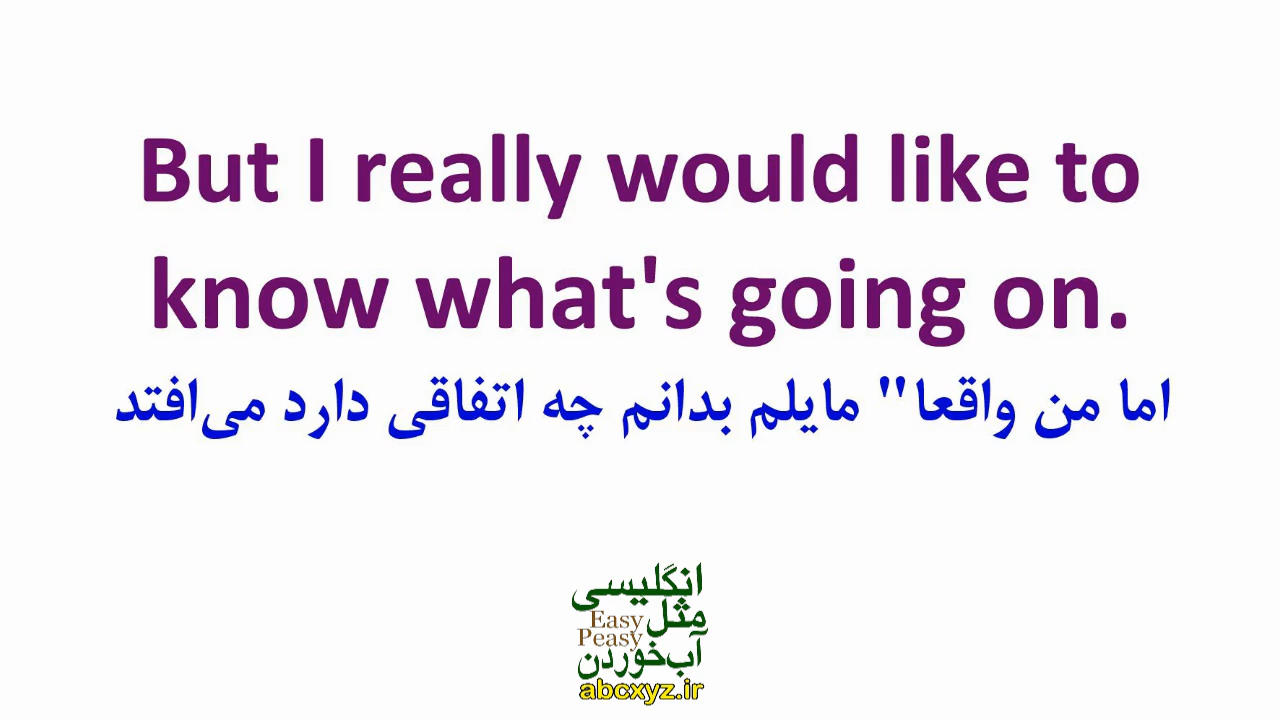 But I really would like to
know what's going on.
اما من واقعا" مایلم بدانم چه اتفاقی دارد می‌افتد
انگلیسی
مثل
Easy
Peasy
آب‌خوردن
abcxyz.ir